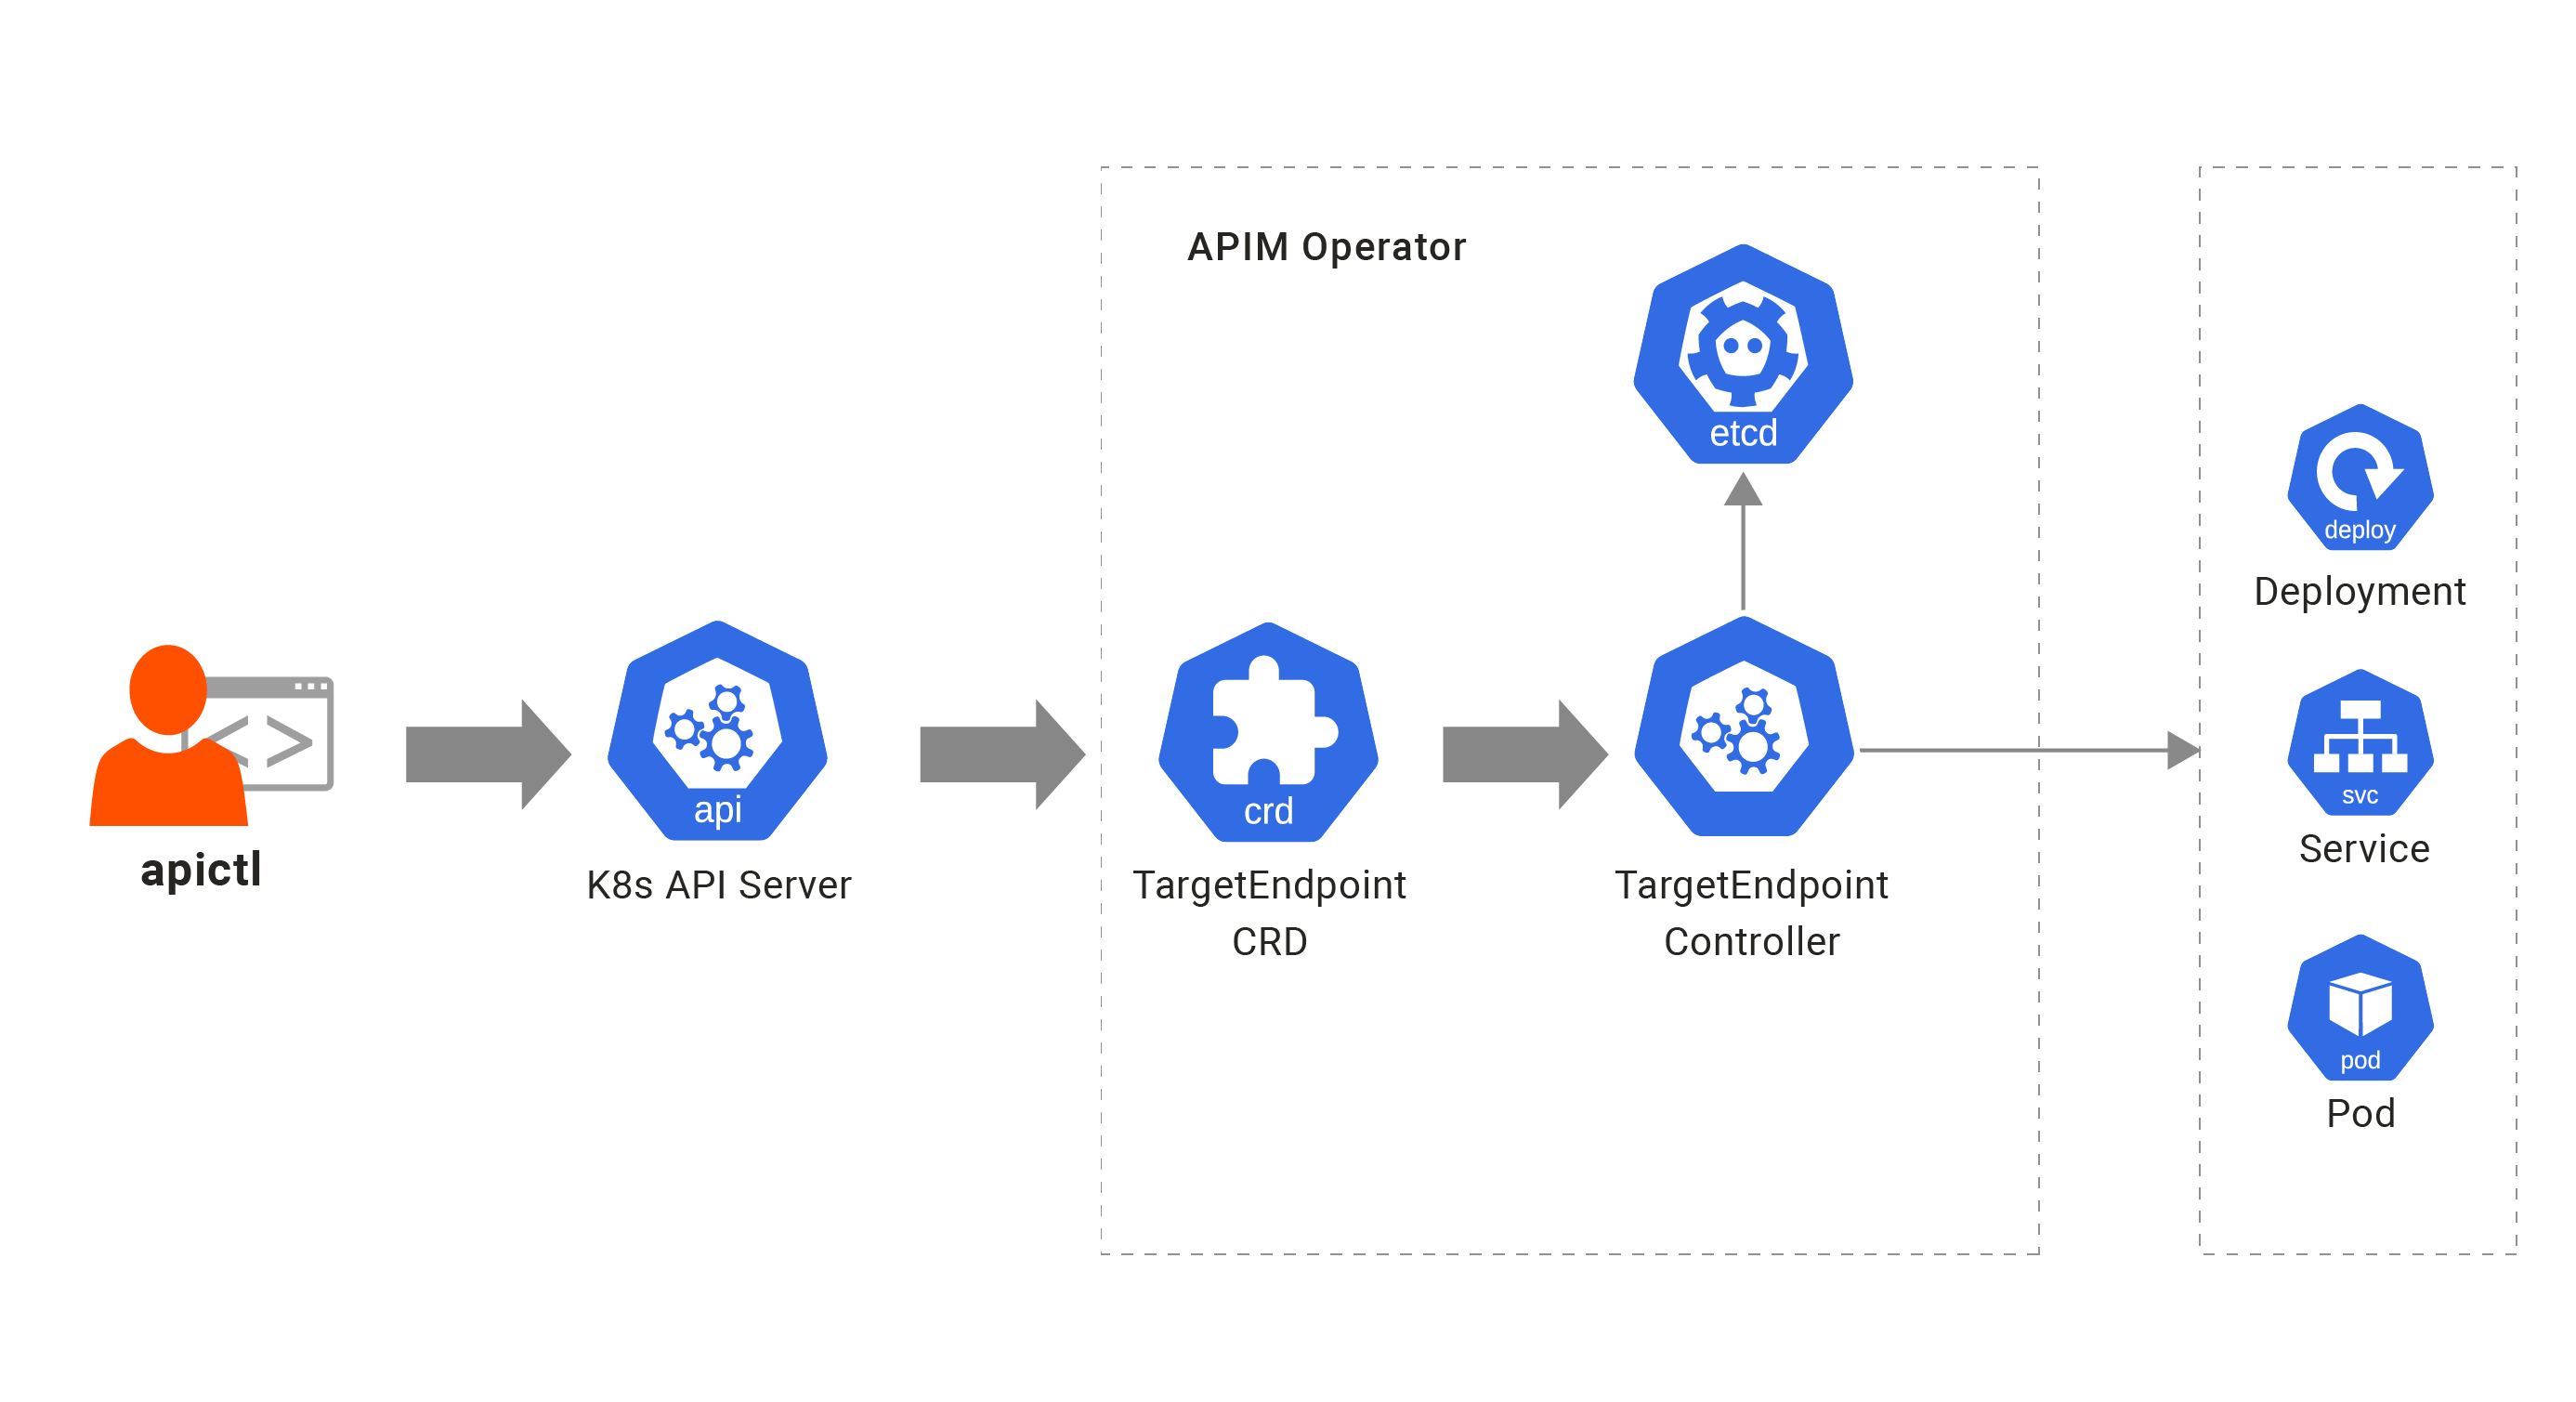 APIM Operator
etcd
deploy
Deployment
< >
api
crd
svc
apictl
K8s API Server
TargetEndpoint
CRD
TargetEndpoint
Controller
Service
pod
Pod